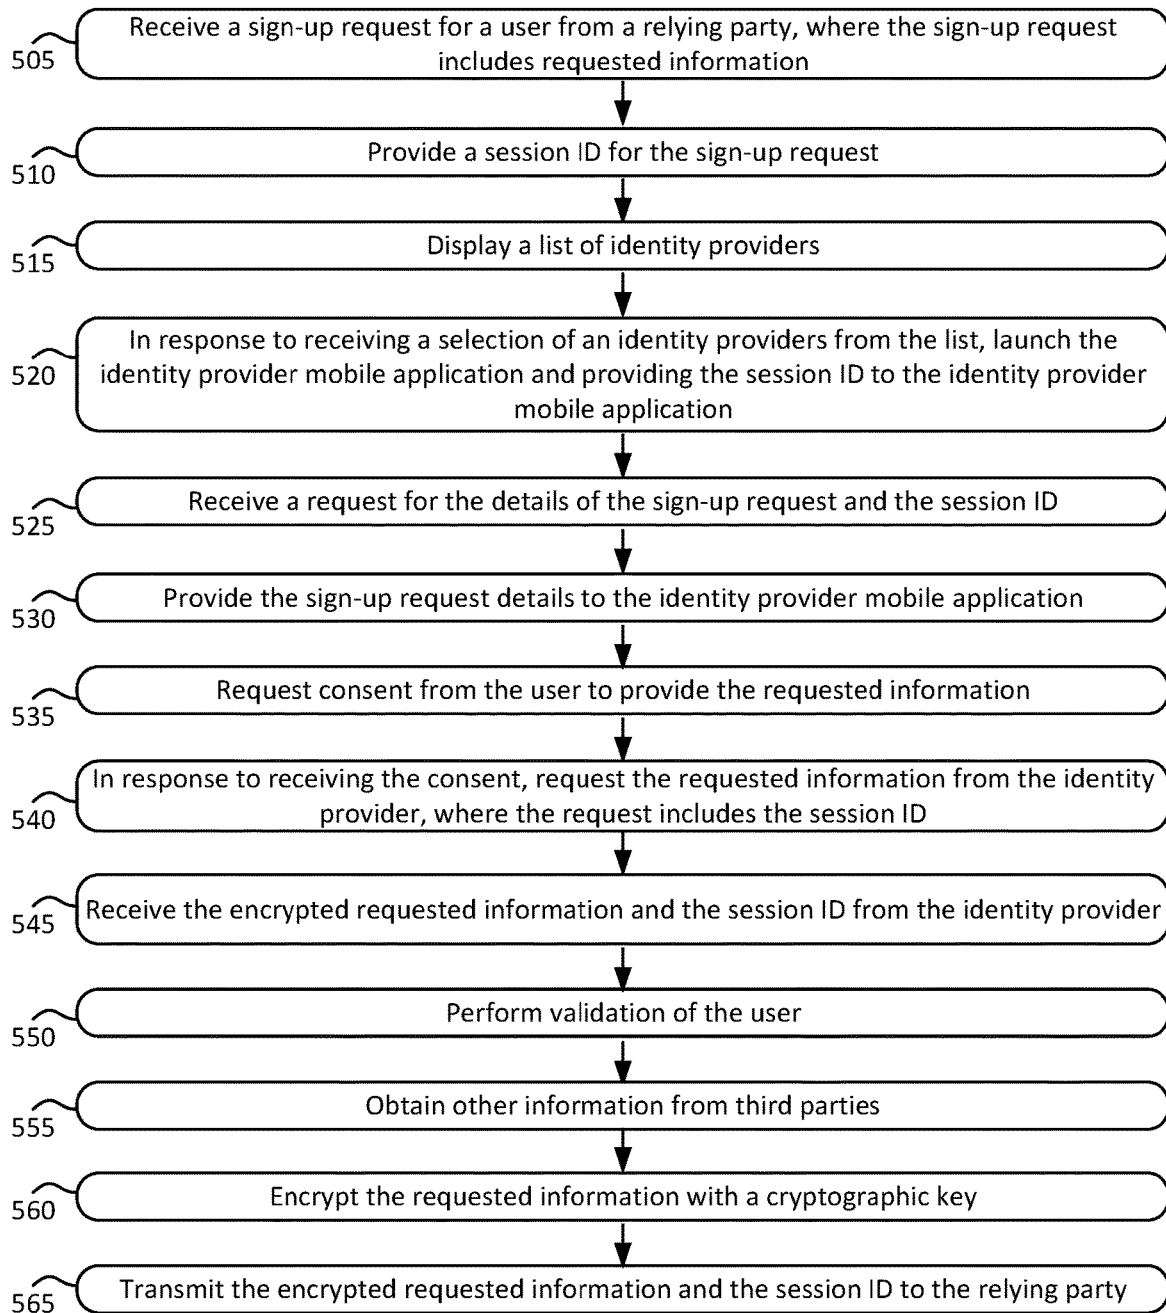 Receive a sign-up request for a user from a relying party, where the sign-up request
includes requested information
505
Provide a session ID for the sign-up request
510
Display a list of identity providers
515
In response to receiving a selection of an identity providers from the list, launch the
identity provider mobile application and providing the session ID to the identity provider
mobile application
520
Receive a request for the details of the sign-up request and the session ID
525
Provide the sign-up request details to the identity provider mobile application
530
Request consent from the user to provide the requested information
535
In response to receiving the consent, request the requested information from the identity
provider, where the request includes the session ID
540
Receive the encrypted requested information and the session ID from the identity provider
545
Perform validation of the user
550
Obtain other information from third parties
555
Encrypt the requested information with a cryptographic key
560
Transmit the encrypted requested information and the session ID to the relying party
565